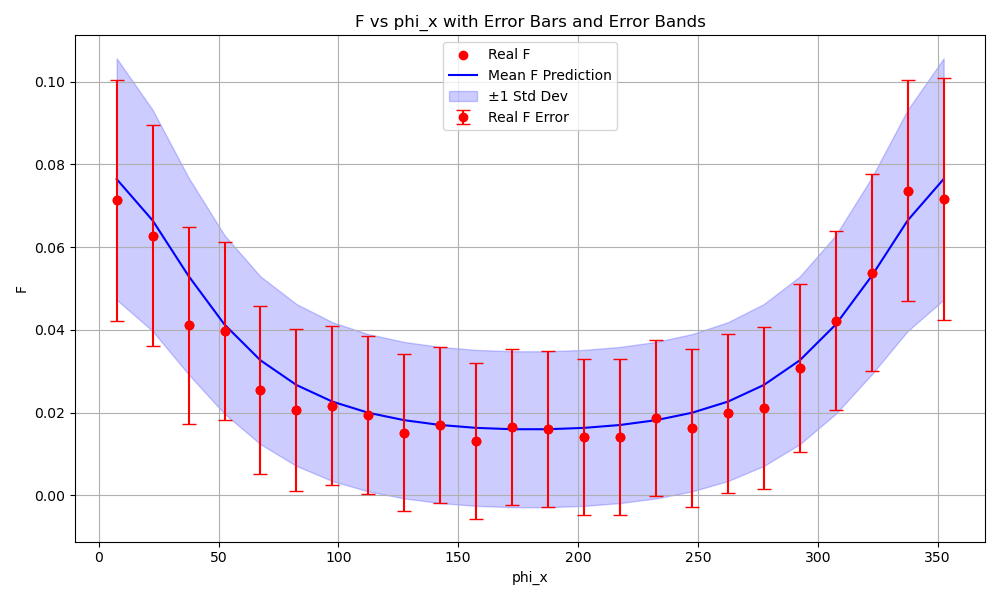 F vs phi_x with Error Bars and Error Bands
Real F
Mean F Prediction
±1 Std Dev
Real F Error
0.10
0.08
0.06
0.04
0.02
0.00
F
0 50 100 150 200 250 300 350
phi_x